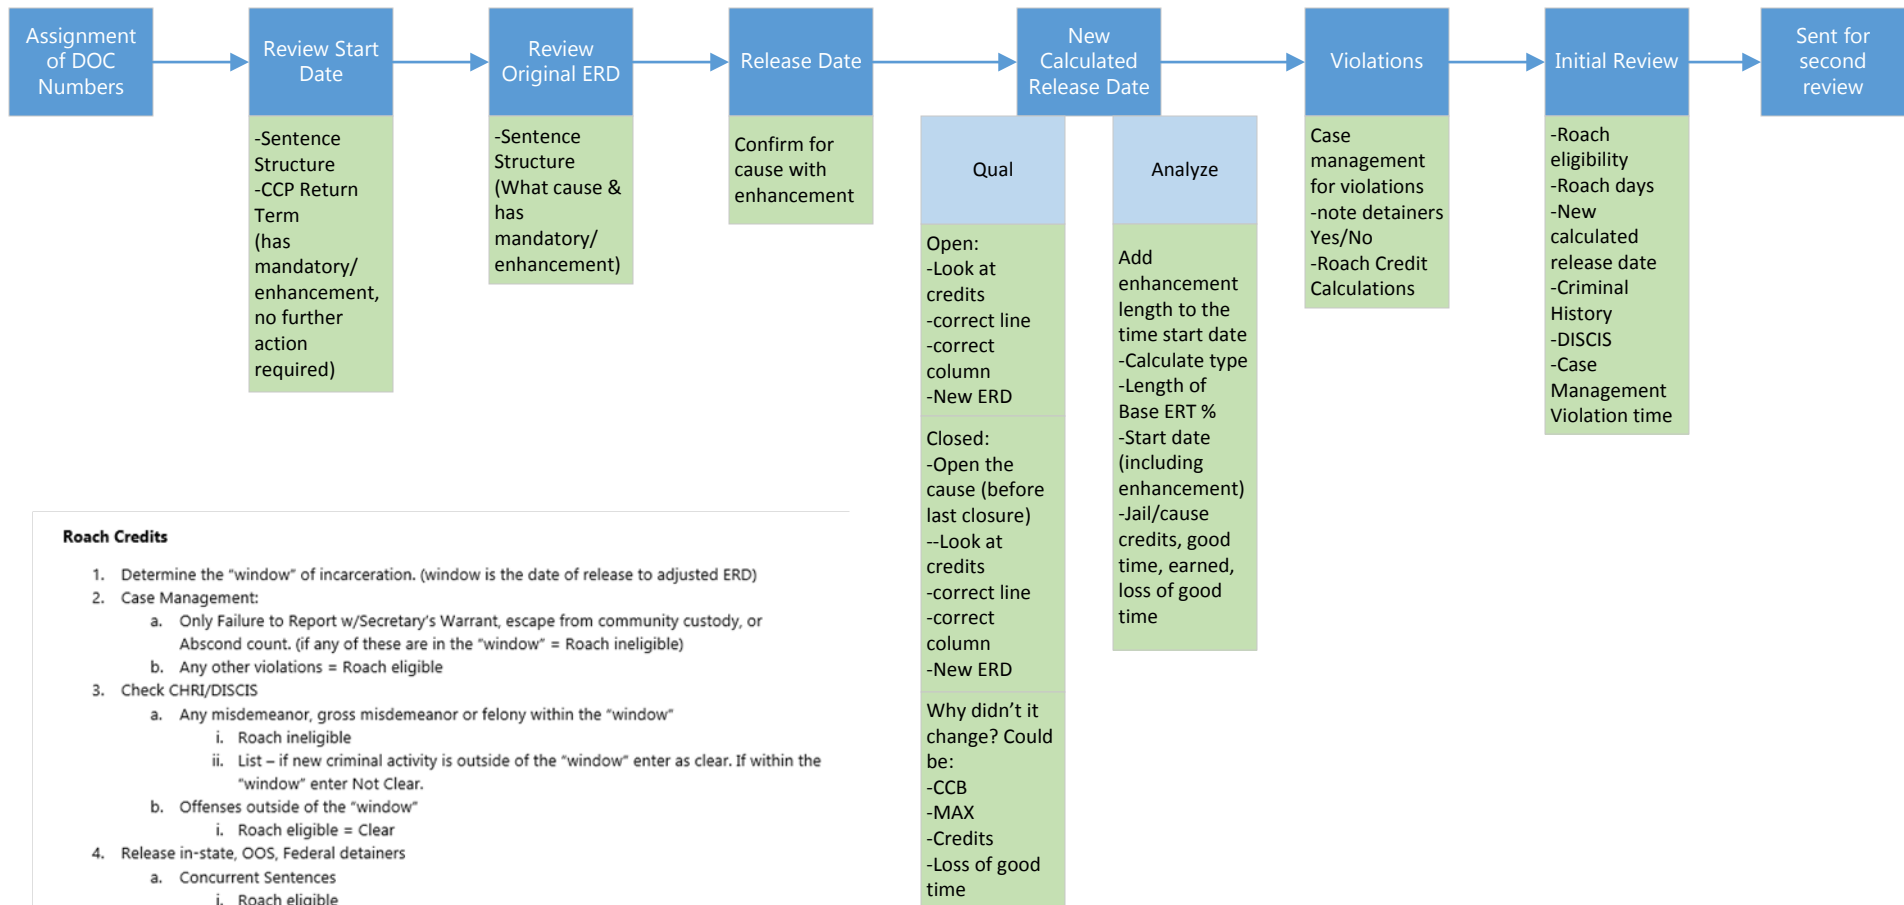 Assignment
of DOC
Numbers
Review Start
Date
Review
Original ERD
Release Date
New
Calculated
Release Date
Violations
Initial Review
Sent for
second
review
-Sentence
Structure
-CCP Return
Term
(has
mandatory/
enhancement,
no further
action
required)
-Sentence
Structure
(What cause &
has
mandatory/
enhancement)
Confirm for
cause with
enhancement
Qual
Open:
-Look at
credits
-correct line
-correct
column
-New ERD
Closed:
-Open the
cause (before
last closure)
--Look at
credits
-correct line
-correct
column
-New ERD
Why didn’t it
change? Could
be:
-CCB
-MAX
-Credits
-Loss of good
time
Analyze
Add
enhancement
length to the
time start date
-Calculate type
-Length of
Base ERT %
-Start date
(including
enhancement)
-Jail/cause
credits, good
time, earned,
loss of good
time
Case
management
for violations
-note detainers
Yes/No
-Roach Credit
Calculations
-Roach
eligibility
-Roach days
-New
calculated
release date
-Criminal
History
-DISCIS
-Case
Management
Violation time
Roach Credits
1. Determine the “window” of incarceration. (window is the date of release to adjusted ERD)
2. Case Management:
a. Only Failure to Report w/Secretary’s Warrant, escape from community custody, or
Abscond count. (if any of these are in the “window” = Roach ineligible)
b. Any other violations = Roach eligible
3. Check CHRI/DISCIS
a. Any misdemeanor, gross misdemeanor or felony within the “window”
i. Roach ineligible
ii. List – if new criminal activity is outside of the “window” enter as clear. If within the
“window” enter Not Clear.
b. Offenses outside of the “window”
i. Roach eligible = Clear
4. Release in-state, OOS, Federal detainers
a. Concurrent Sentences
i. Roach eligible